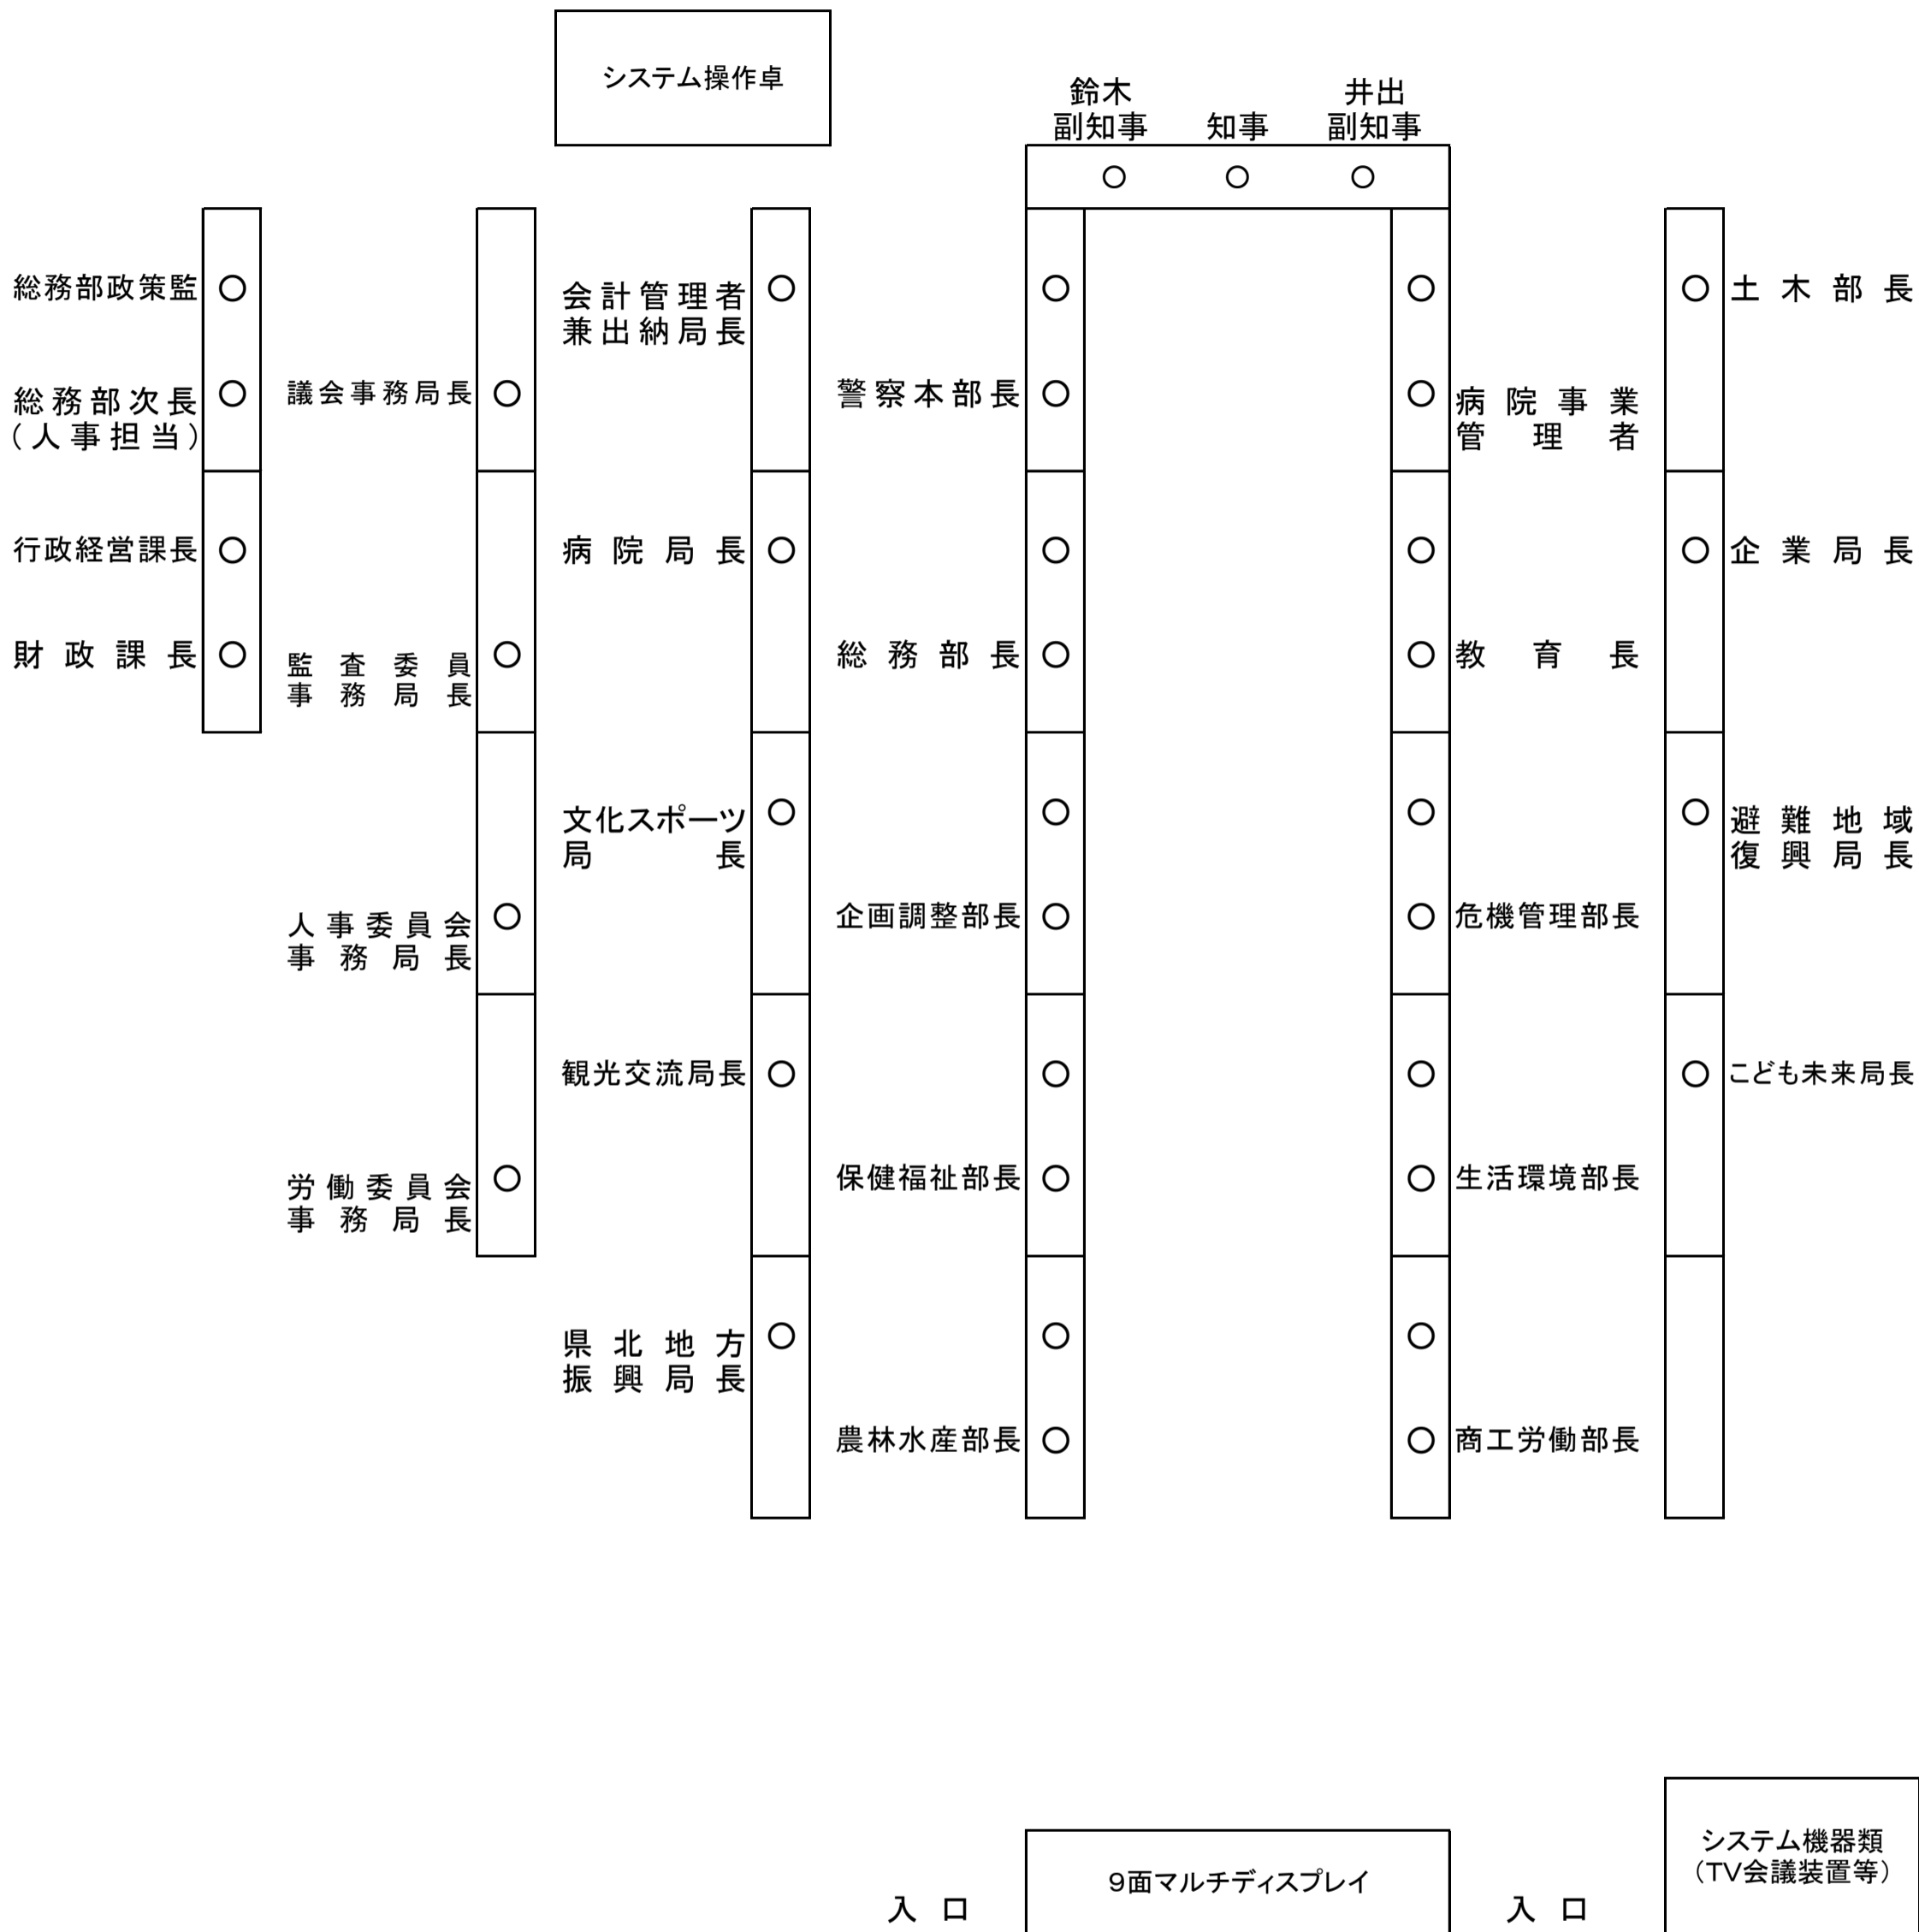 システム操作卓
鈴木
副知事
知事
井出
副知事
総務部政策監
会計管理者
兼出納局長
土木部長
総務部次長
(人事担当)
議会事務局長
警察本部長
病院事業
管理者
行政経営課長
病院局長
企業局長
財政課長
監査委員
事務局長
総務部長
教育長
文化スポーツ
局長
避難地域
復興局長
人事委員会
事務局長
企画調整部長
危機管理部長
観光交流局長
こども未来局長
労働委員会
事務局長
保健福祉部長
生活環境部長
県北地方
振興局長
農林水産部長
商工労働部長
システム機器類
(TV会議装置等)
9面マルチディスプレイ
入口
入口